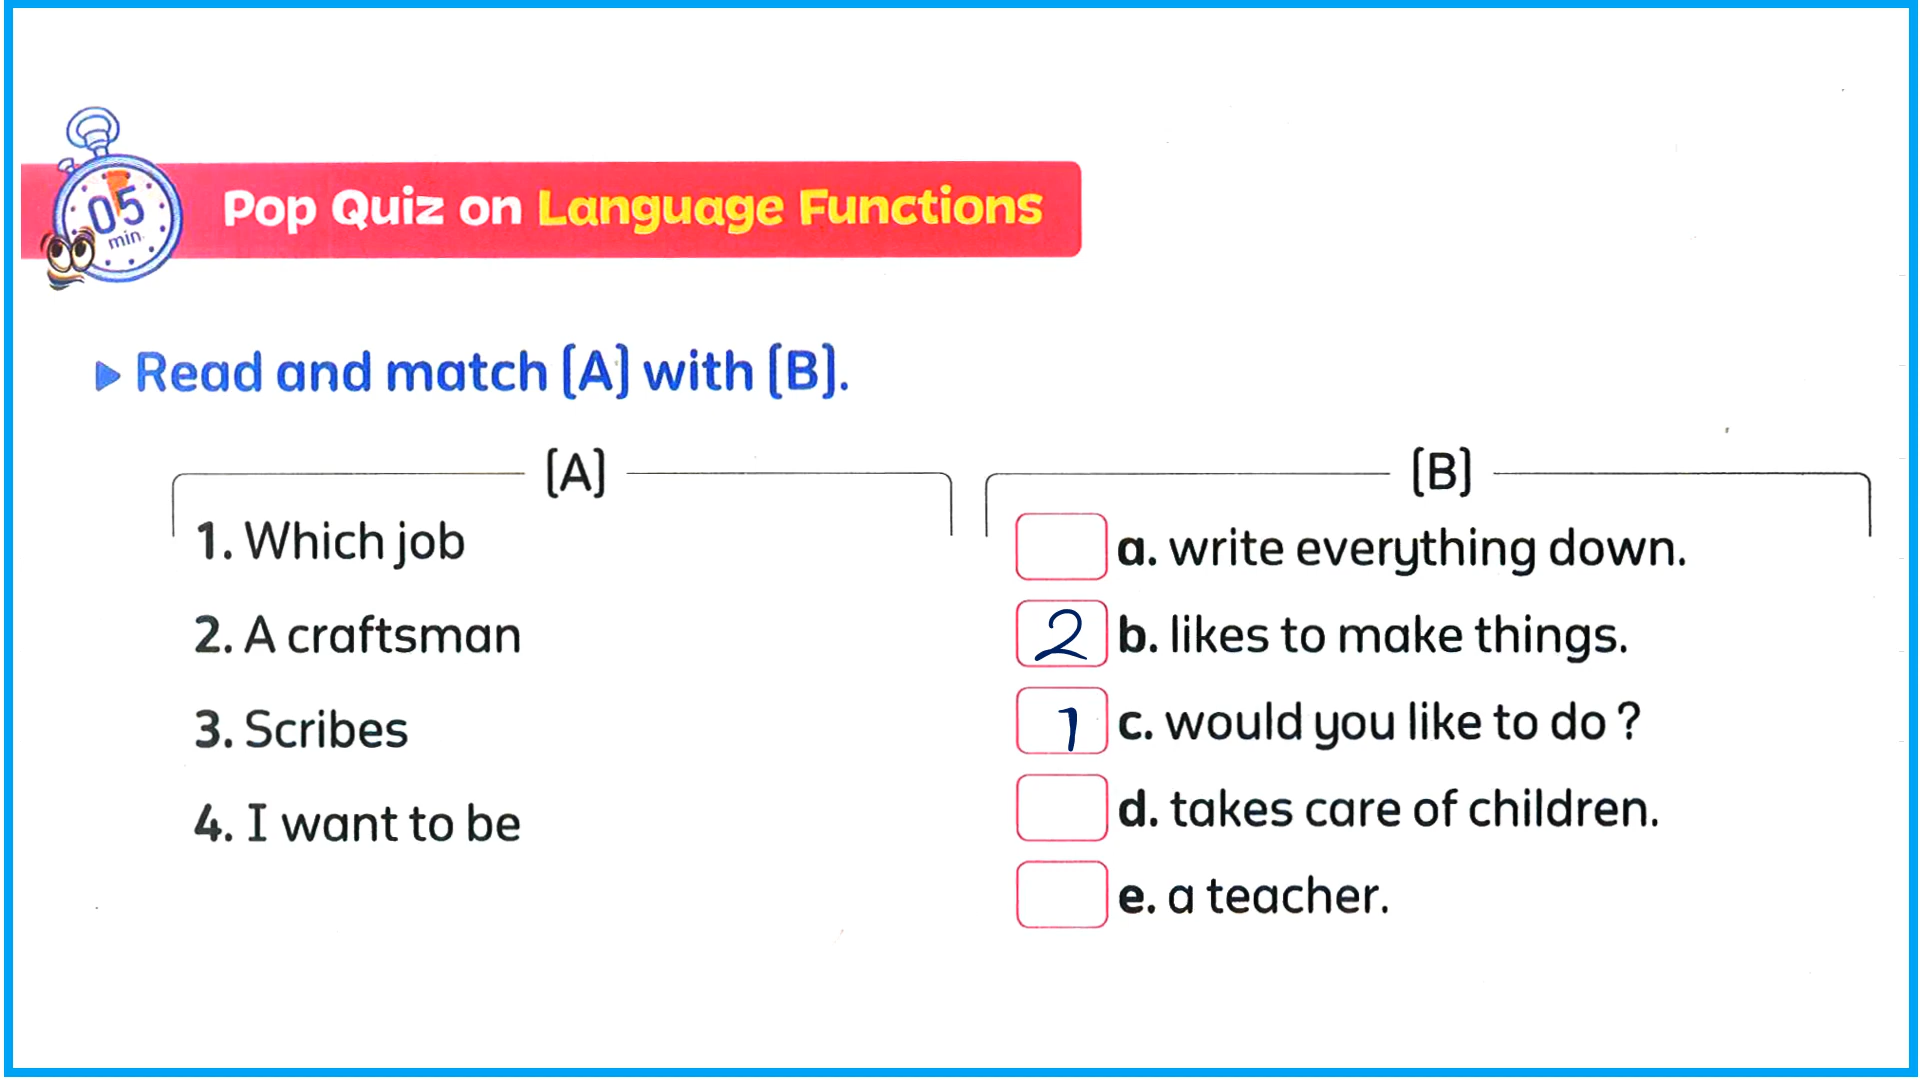 05
min.
Pop Quiz on Language Functions
Read and match [A] with [B].
[A]
1. Which job
2. A craftsman
3. Scribes
4. I want to be
[B]
a. write everything down.
2 b. likes to make things.
1 c. would you like to do ?
d. takes care of children.
e. a teacher.